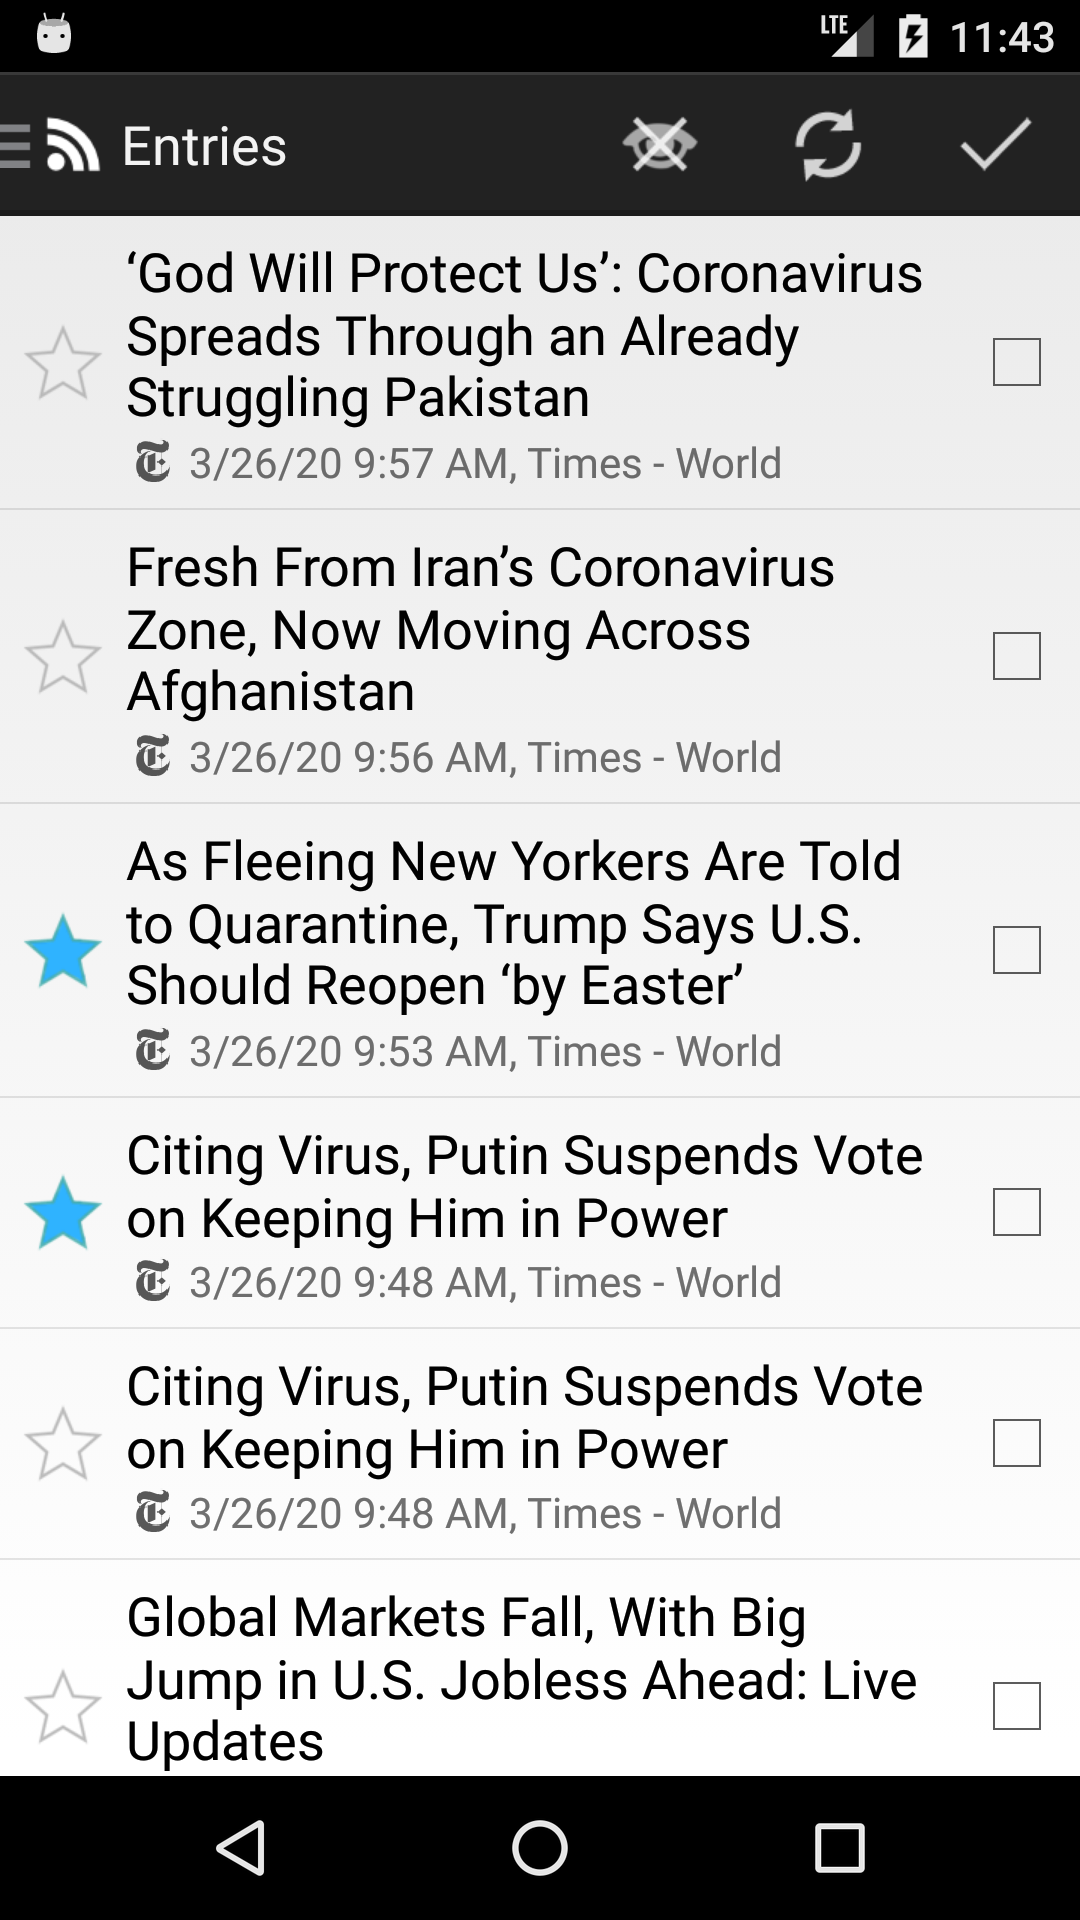 LTE 11:43
Entries
‘God Will Protect Us’: Coronavirus
Spreads Through an Already
Struggling Pakistan
3/26/20 9:57 AM, Times - World
Fresh From Iran’s Coronavirus
Zone, Now Moving Across
Afghanistan
3/26/20 9:56 AM, Times - World
As Fleeing New Yorkers Are Told
to Quarantine, Trump Says U.S.
Should Reopen ‘by Easter’
3/26/20 9:53 AM, Times - World
Citing Virus, Putin Suspends Vote
on Keeping Him in Power
3/26/20 9:48 AM, Times - World
Citing Virus, Putin Suspends Vote
on Keeping Him in Power
3/26/20 9:48 AM, Times - World
Global Markets Fall, With Big
Jump in U.S. Jobless Ahead: Live
Updates